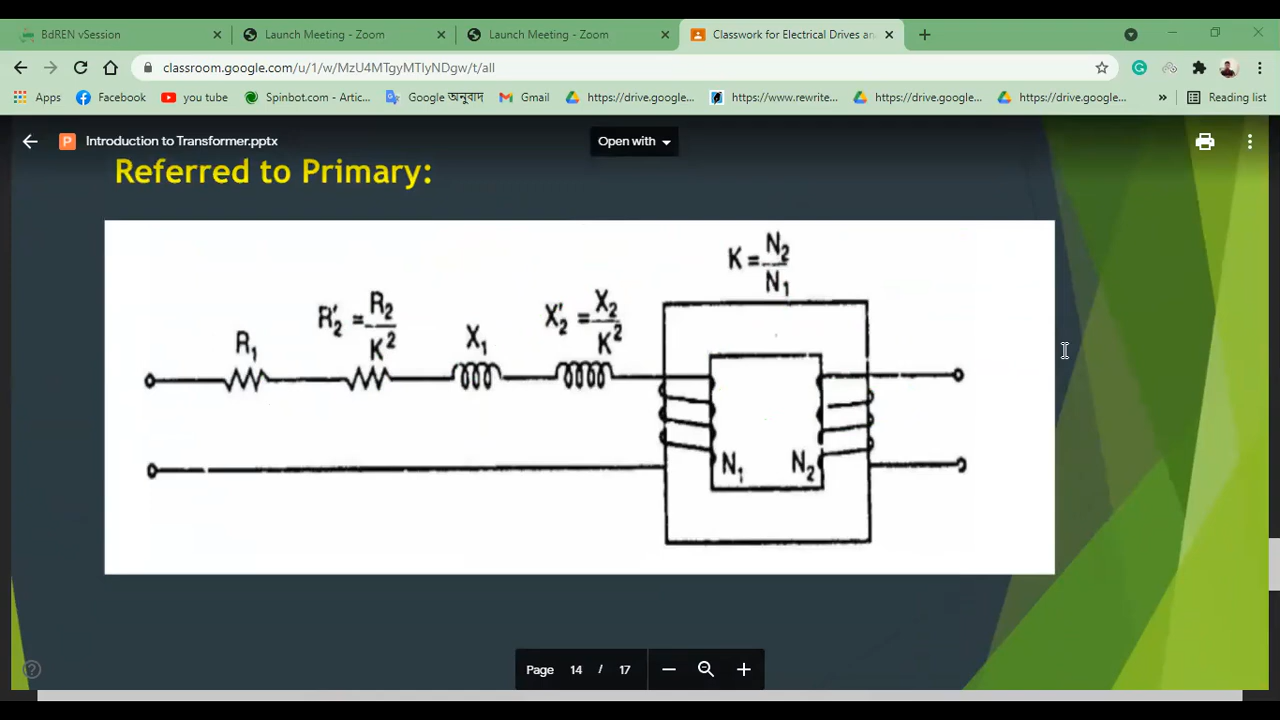 BdREN vSession
Launch Meeting - Zoom
Launch Meeting - Zoom
Classwork for Electrical Drives an
classroom.google.com/u/1/w/MzU4MTgyMTIyNDgw/t/all
Apps
Facebook
you tube
Spinbot.com - Artic...
Google অনুবাদ
Gmail
https://drive.google...
https://www.rewrite...
https://drive.google...
https://drive.google...
»
Reading list
P
Introduction to Transformer.pptx
Open with
Referred to Primary:
K = N2/N1
R1
R'2 = R2/K²
X1
X'2 = X2/K²
N1
N2
Page 14 / 17